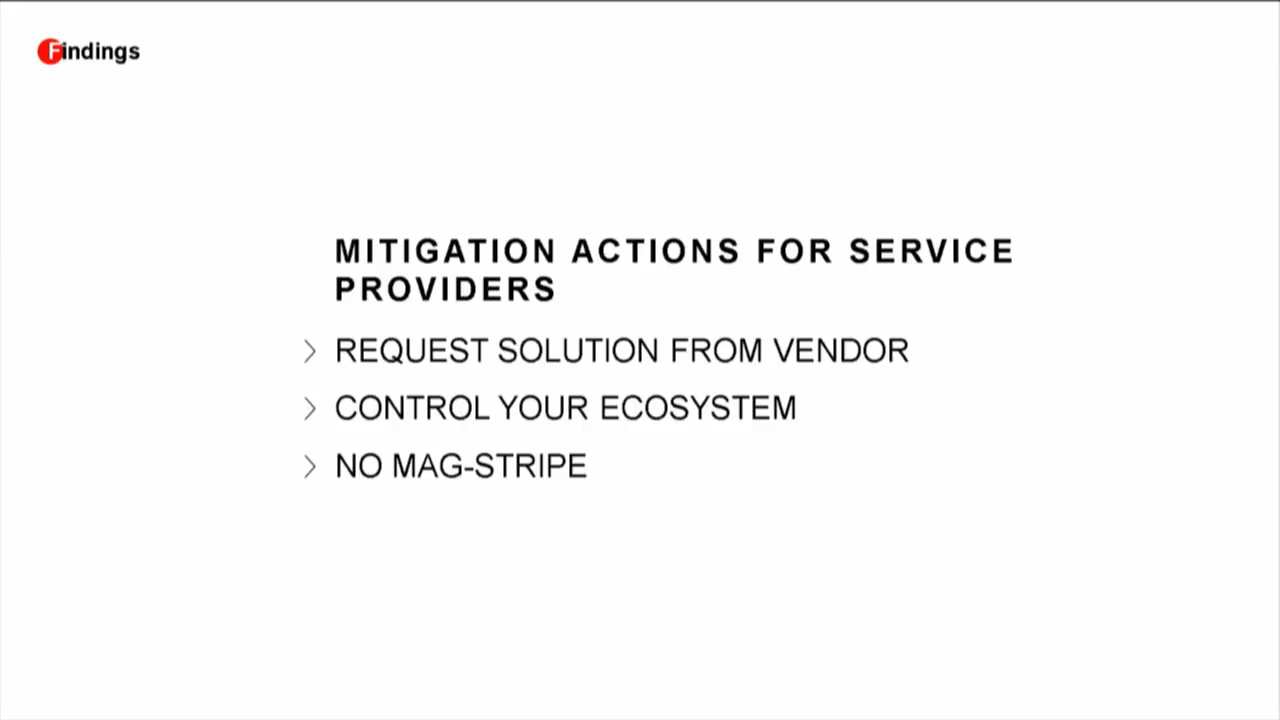 Findings
MITIGATION ACTIONS FOR SERVICE
PROVIDERS
REQUEST SOLUTION FROM VENDOR
CONTROL YOUR ECOSYSTEM
NO MAG-STRIPE